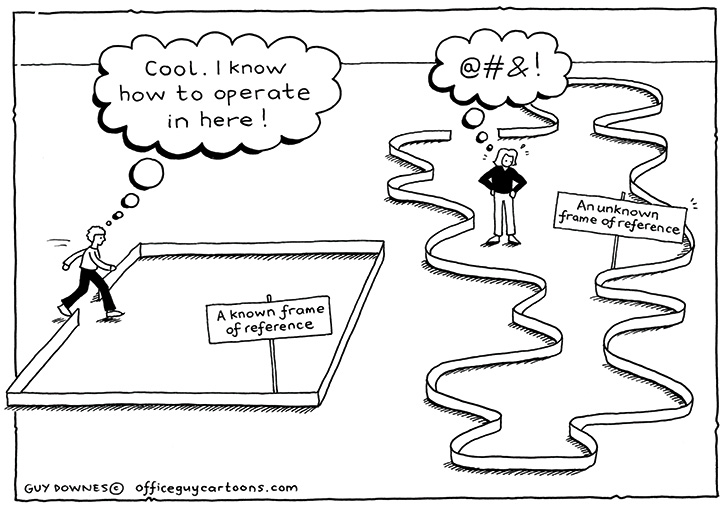 Cool. I know
how to operate
in here!
@#&!
A known frame
of reference
An unknown
frame of reference
GUY DOWNES© officeguycartoons.com